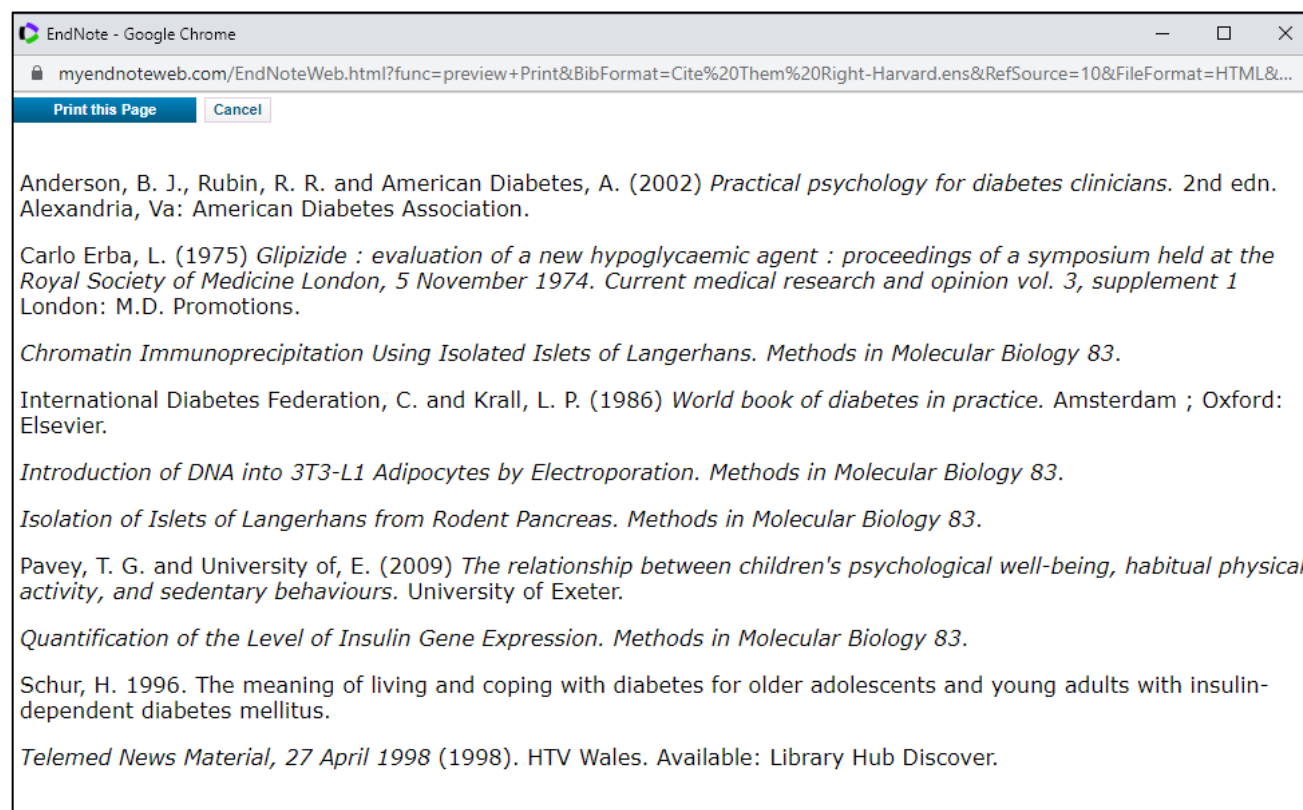 EndNote - Google Chrome
myendnoteweb.com/EndNoteWeb.html?func=preview+Print&BibFormat=Cite%20Them%20Right-Harvard.ens&RefSource=10&FileFormat=HTML&...
Print this Page Cancel
Anderson, B. J., Rubin, R. R. and American Diabetes, A. (2002) Practical psychology for diabetes clinicians. 2nd edn.
Alexandria, Va: American Diabetes Association.
Carlo Erba, L. (1975) Glipizide : evaluation of a new hypoglycaemic agent : proceedings of a symposium held at the
Royal Society of Medicine London, 5 November 1974. Current medical research and opinion vol. 3, supplement 1
London: M.D. Promotions.
Chromatin Immunoprecipitation Using Isolated Islets of Langerhans. Methods in Molecular Biology 83.
International Diabetes Federation, C. and Krall, L. P. (1986) World book of diabetes in practice. Amsterdam ; Oxford:
Elsevier.
Introduction of DNA into 3T3-L1 Adipocytes by Electroporation. Methods in Molecular Biology 83.
Isolation of Islets of Langerhans from Rodent Pancreas. Methods in Molecular Biology 83.
Pavey, T. G. and University of, E. (2009) The relationship between children's psychological well-being, habitual physical
activity, and sedentary behaviours. University of Exeter.
Quantification of the Level of Insulin Gene Expression. Methods in Molecular Biology 83.
Schur, H. 1996. The meaning of living and coping with diabetes for older adolescents and young adults with insulin-
dependent diabetes mellitus.
Telemed News Material, 27 April 1998 (1998). HTV Wales. Available: Library Hub Discover.